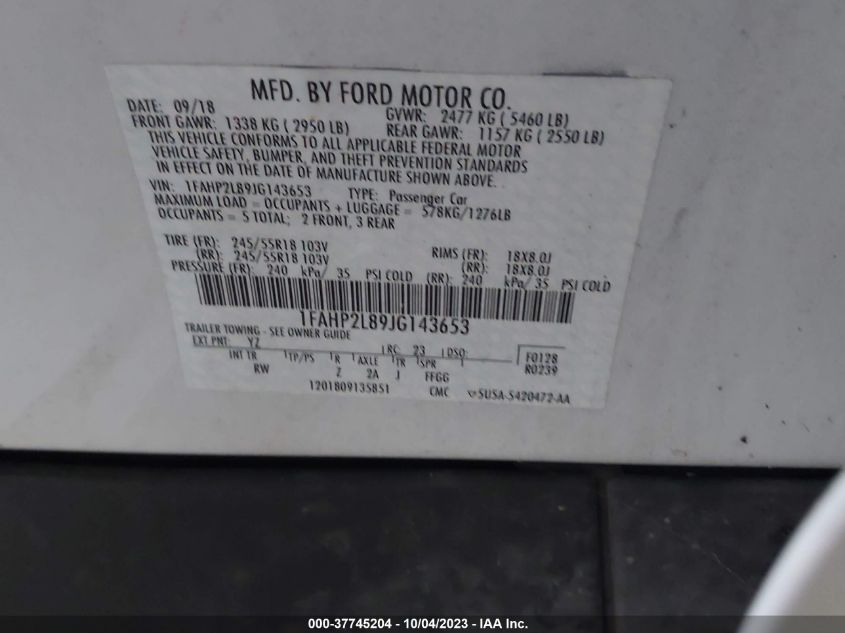 MFD. BY FORD MOTOR CO.
DATE: 09/18 GVWR: 2477 KG ( 5460 LB)
FRONT GAWR: 1338 KG ( 2950 LB) REAR GAWR: 1157 KG ( 2550 LB)
THIS VEHICLE CONFORMS TO ALL APPLICABLE FEDERAL MOTOR
VEHICLE SAFETY, BUMPER, AND THEFT PREVENTION STANDARDS
IN EFFECT ON THE DATE OF MANUFACTURE SHOWN ABOVE.
VIN: 1FAHP2L89JG143653 TYPE: Passenger Car
MAXIMUM LOAD = OCCUPANTS + LUGGAGE = 578KG/1276LB
OCCUPANTS = 5 TOTAL; 2 FRONT, 3 REAR
TIRE (FR): 245/55R18 103V RIMS (FR): 18X8.0J
(RR): 245/55R18 103V (RR): 18X8.0J
PRESSURE (FR): 240 kPa/ 35 PSI COLD (RR): 240 kPa/35 PSI COLD
1FAHP2L89JG143653
TRAILER TOWING - SEE OWNER GUIDE
EXT PNT: YZ RC: 23 DSO: F0128
INT TR TP/PS R AXLE TR SPR R0239
RW Z 2A J FFGG
1201809135851 CMC 5U5A-5420472-AA
000-37745204 - 10/04/2023 - IAA Inc.